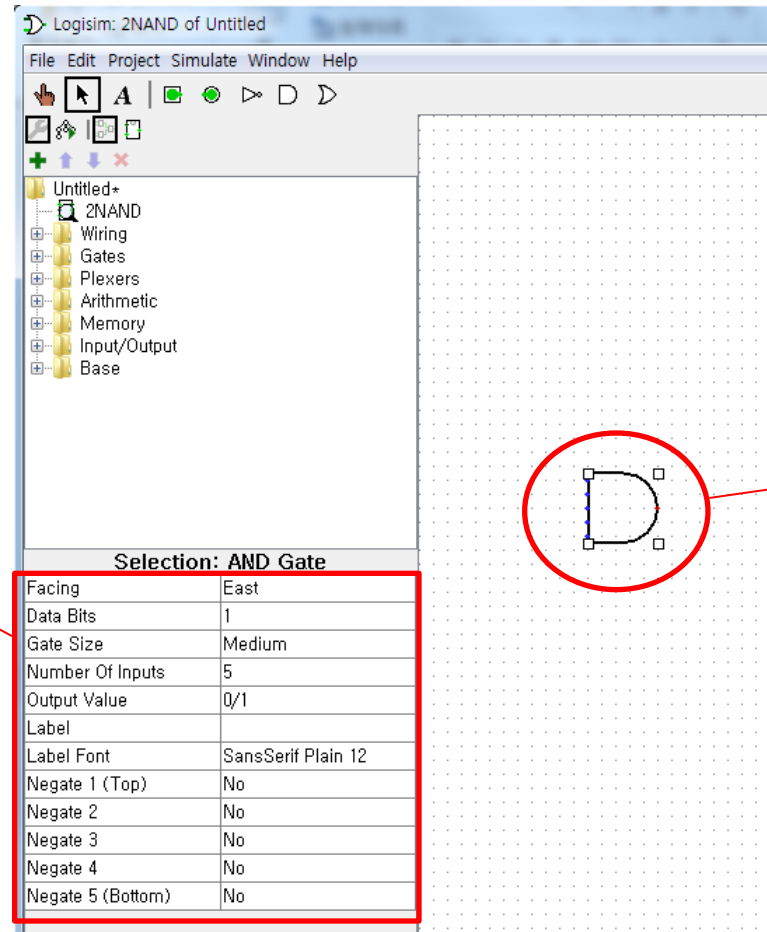 Logisim: 2NAND of Untitled
File Edit Project Simulate Window Help
A
Untitled*
2NAND
Wiring
Gates
Plexers
Arithmetic
Memory
Input/Output
Base
Selection: AND Gate
Facing East
Data Bits 1
Gate Size Medium
Number Of Inputs 5
Output Value 0/1
Label
Label Font SansSerif Plain 12
Negate 1 (Top) No
Negate 2 No
Negate 3 No
Negate 4 No
Negate 5 (Bottom) No